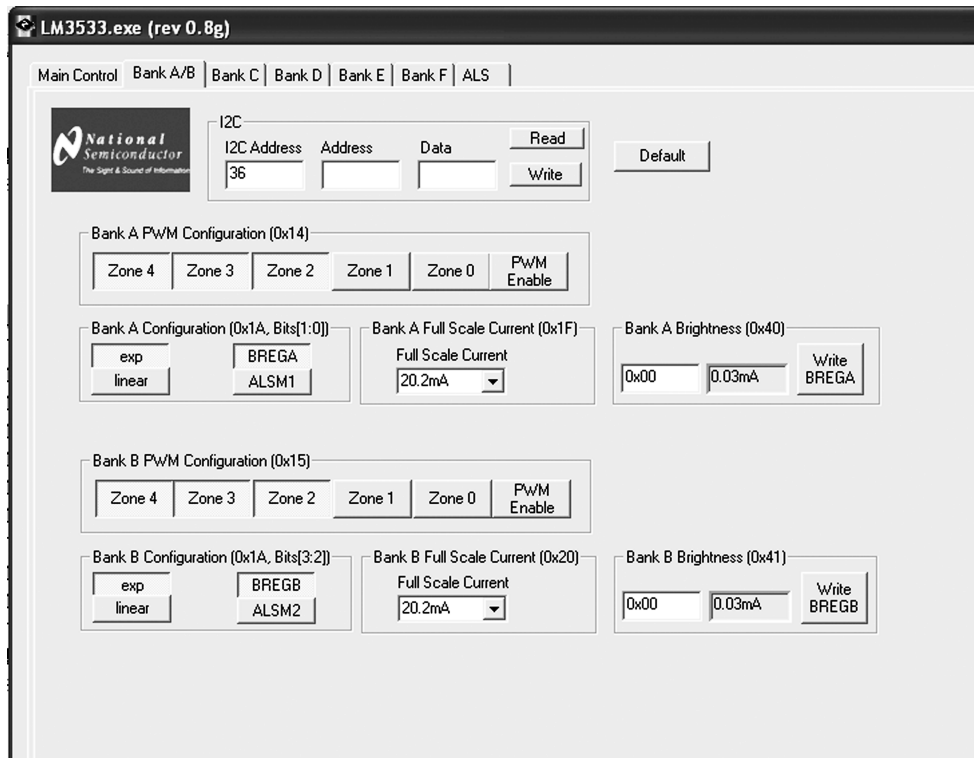 LM3533.exe (rev 0.8g)
Main Control Bank A/B Bank C Bank D Bank E Bank F ALS
National
Semiconductor
The Sight & Sound of Information
I2C
I2C Address Address Data Read
36 Write
Default
Bank A PWM Configuration (0x14)
Zone 4 Zone 3 Zone 2 Zone 1 Zone 0 PWM Enable
Bank A Configuration (0x1A, Bits[1:0])
exp BREGA
linear ALSM1
Bank A Full Scale Current (0x1F)
Full Scale Current
20.2mA
Bank A Brightness (0x40)
0x00 0.03mA Write BREGA
Bank B PWM Configuration (0x15)
Zone 4 Zone 3 Zone 2 Zone 1 Zone 0 PWM Enable
Bank B Configuration (0x1A, Bits[3:2])
exp BREGB
linear ALSM2
Bank B Full Scale Current (0x20)
Full Scale Current
20.2mA
Bank B Brightness (0x41)
0x00 0.03mA Write BREGB